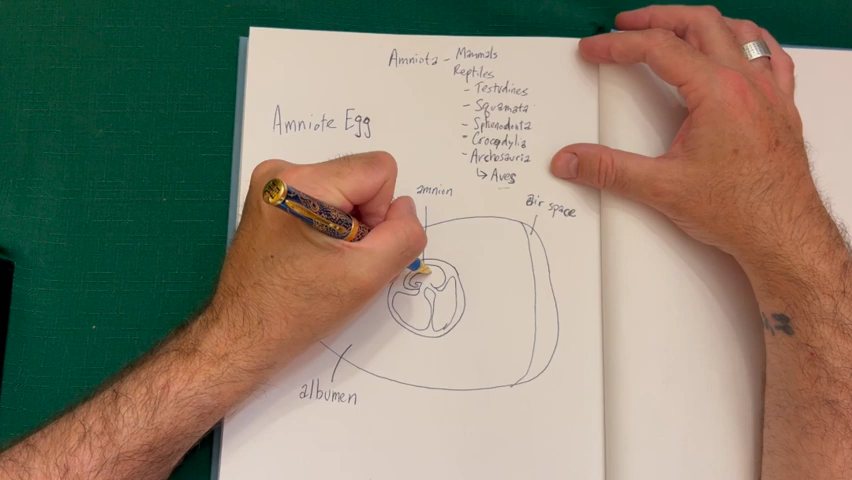 Amniota - Mammals
Reptiles
- Testudines
- Squamata
- Sphenodonta
- Crocodylia
- Archosauria
↳ Aves
Amniote Egg
amnion
air space
albumen